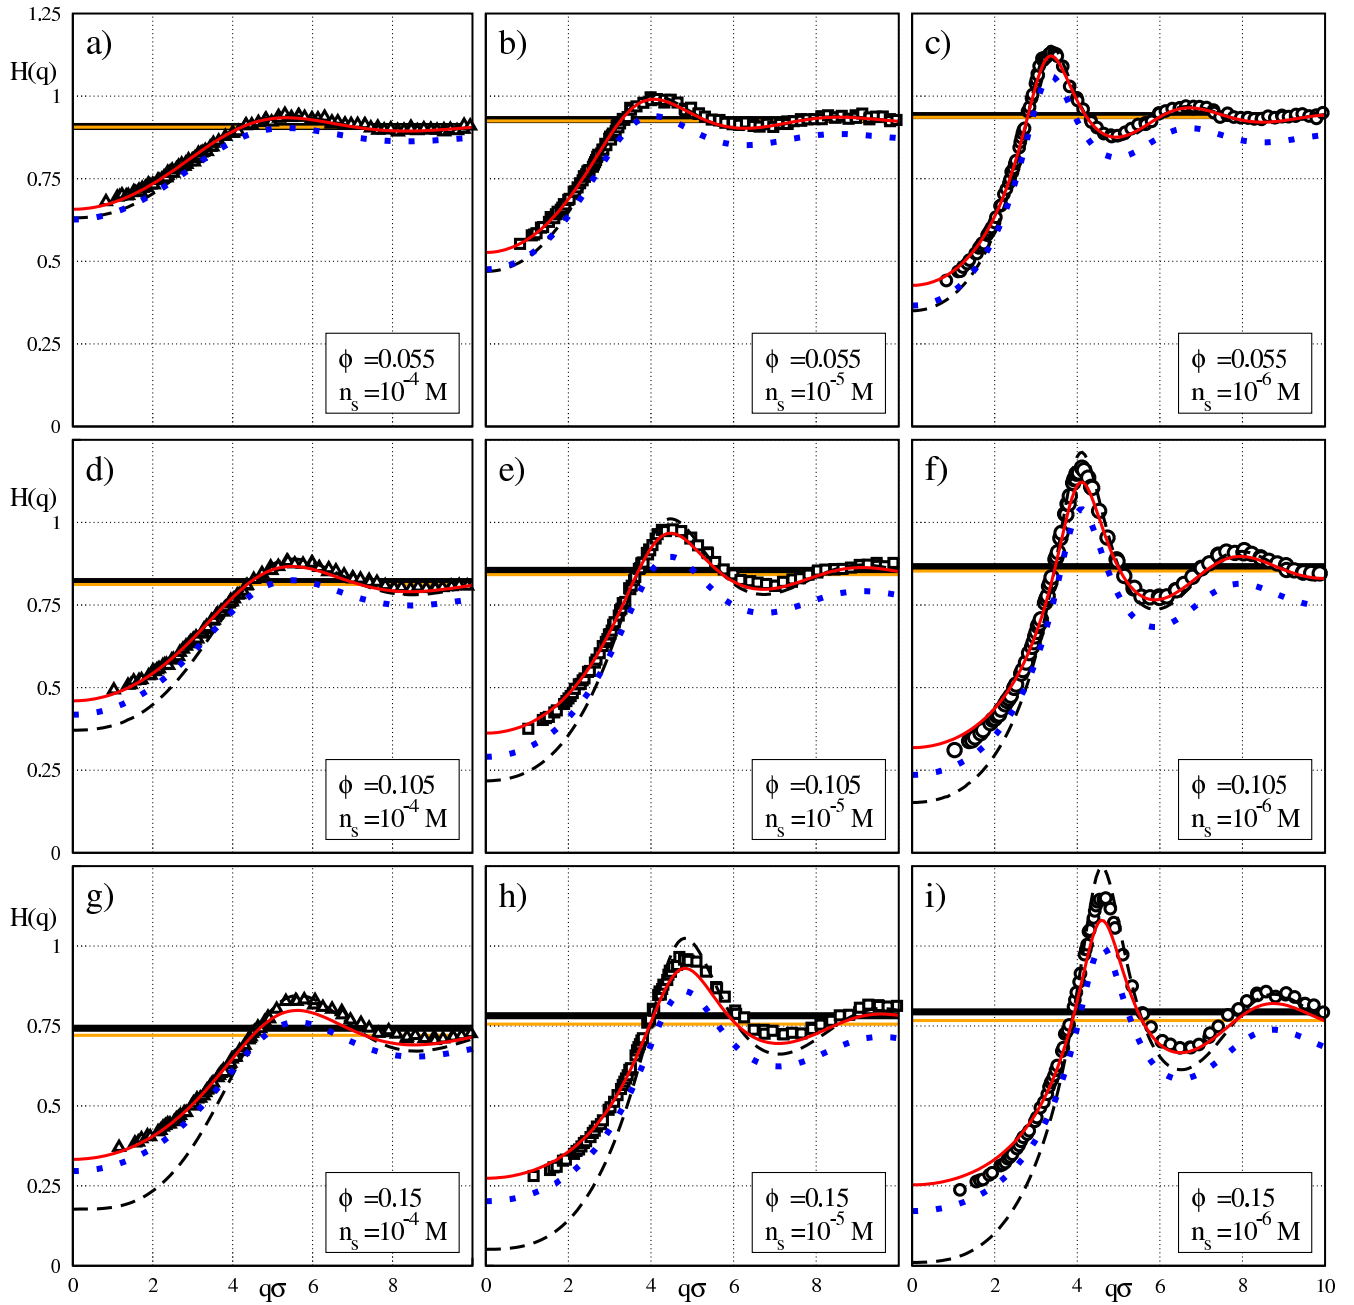 1.25
a)
b)
c)
H(q)
1
0.75
0.5
0.25
0
ϕ =0.055
n_s =10^-4 M
ϕ =0.055
n_s =10^-5 M
ϕ =0.055
n_s =10^-6 M
d)
e)
f)
H(q)
1
0.75
0.5
0.25
0
ϕ =0.105
n_s =10^-4 M
ϕ =0.105
n_s =10^-5 M
ϕ =0.105
n_s =10^-6 M
g)
h)
i)
H(q)
1
0.75
0.5
0.25
0
ϕ =0.15
n_s =10^-4 M
ϕ =0.15
n_s =10^-5 M
ϕ =0.15
n_s =10^-6 M
0 2 4 6 8
0 2 4 6 8
0 2 4 6 8 10
qσ
qσ
qσ